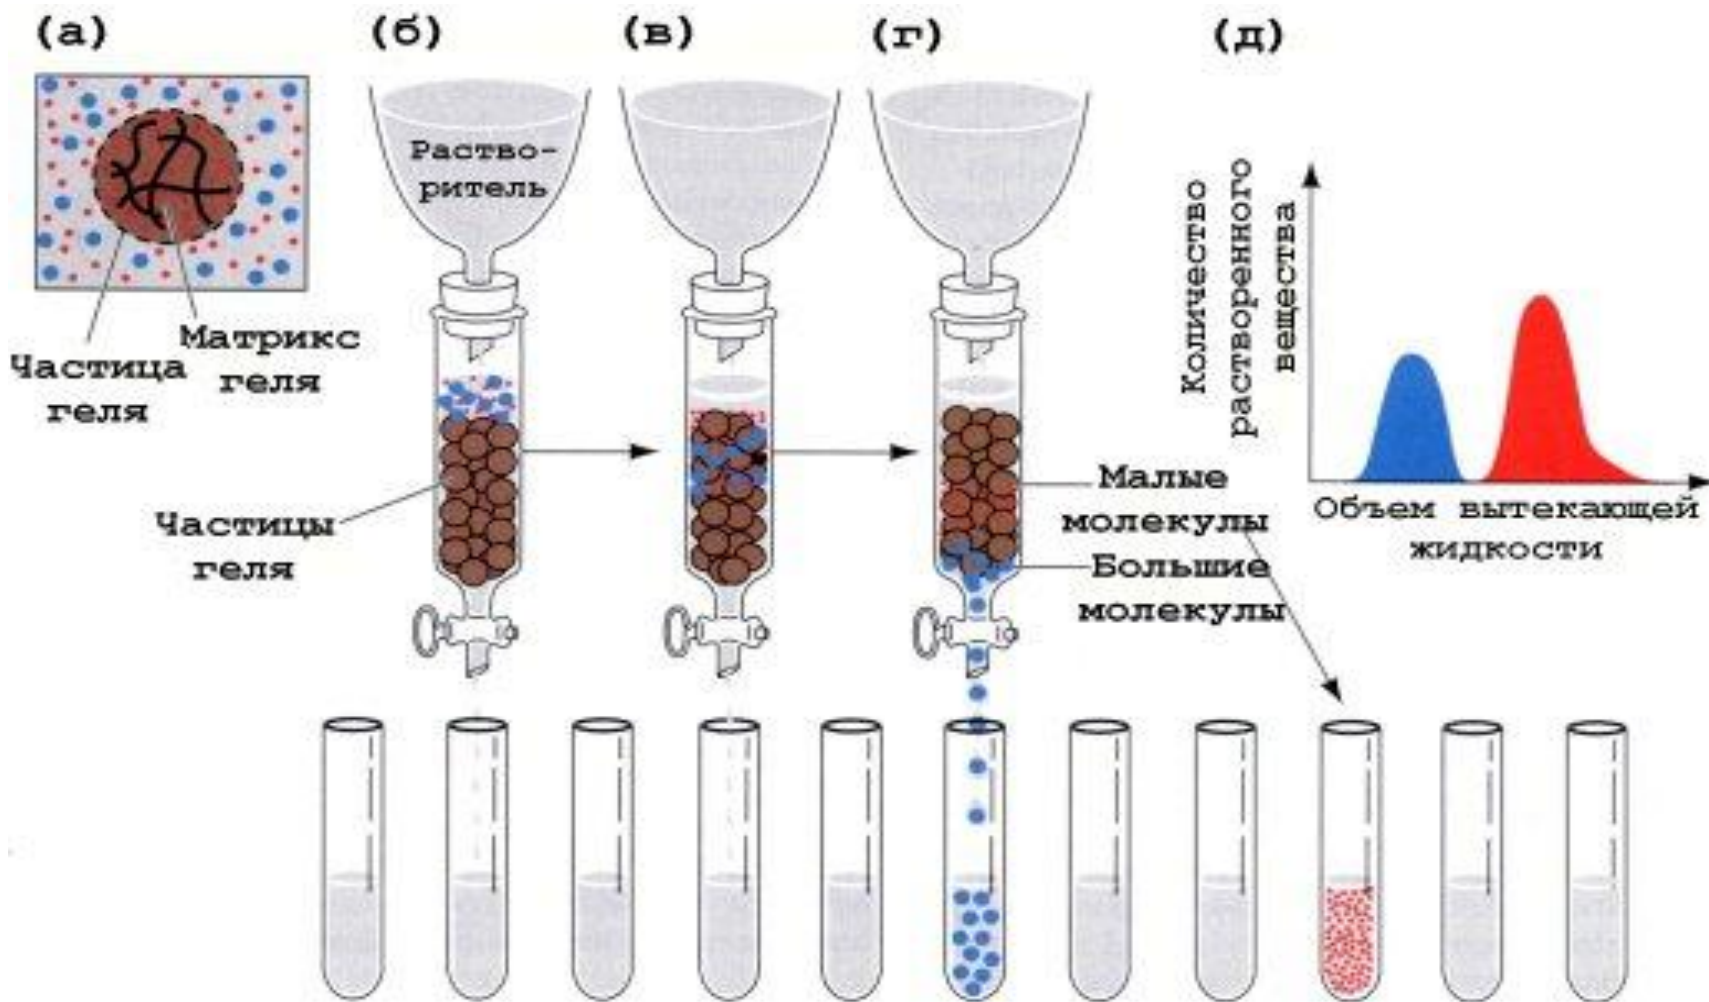 (а)
(б)
(в)
(г)
(д)
Раство-
ритель
Матрикс
геля
Частица
геля
Частицы
геля
Малые
молекулы
Большие
молекулы
Количество
растворенного
вещества
Объем вытекающей
жидкости